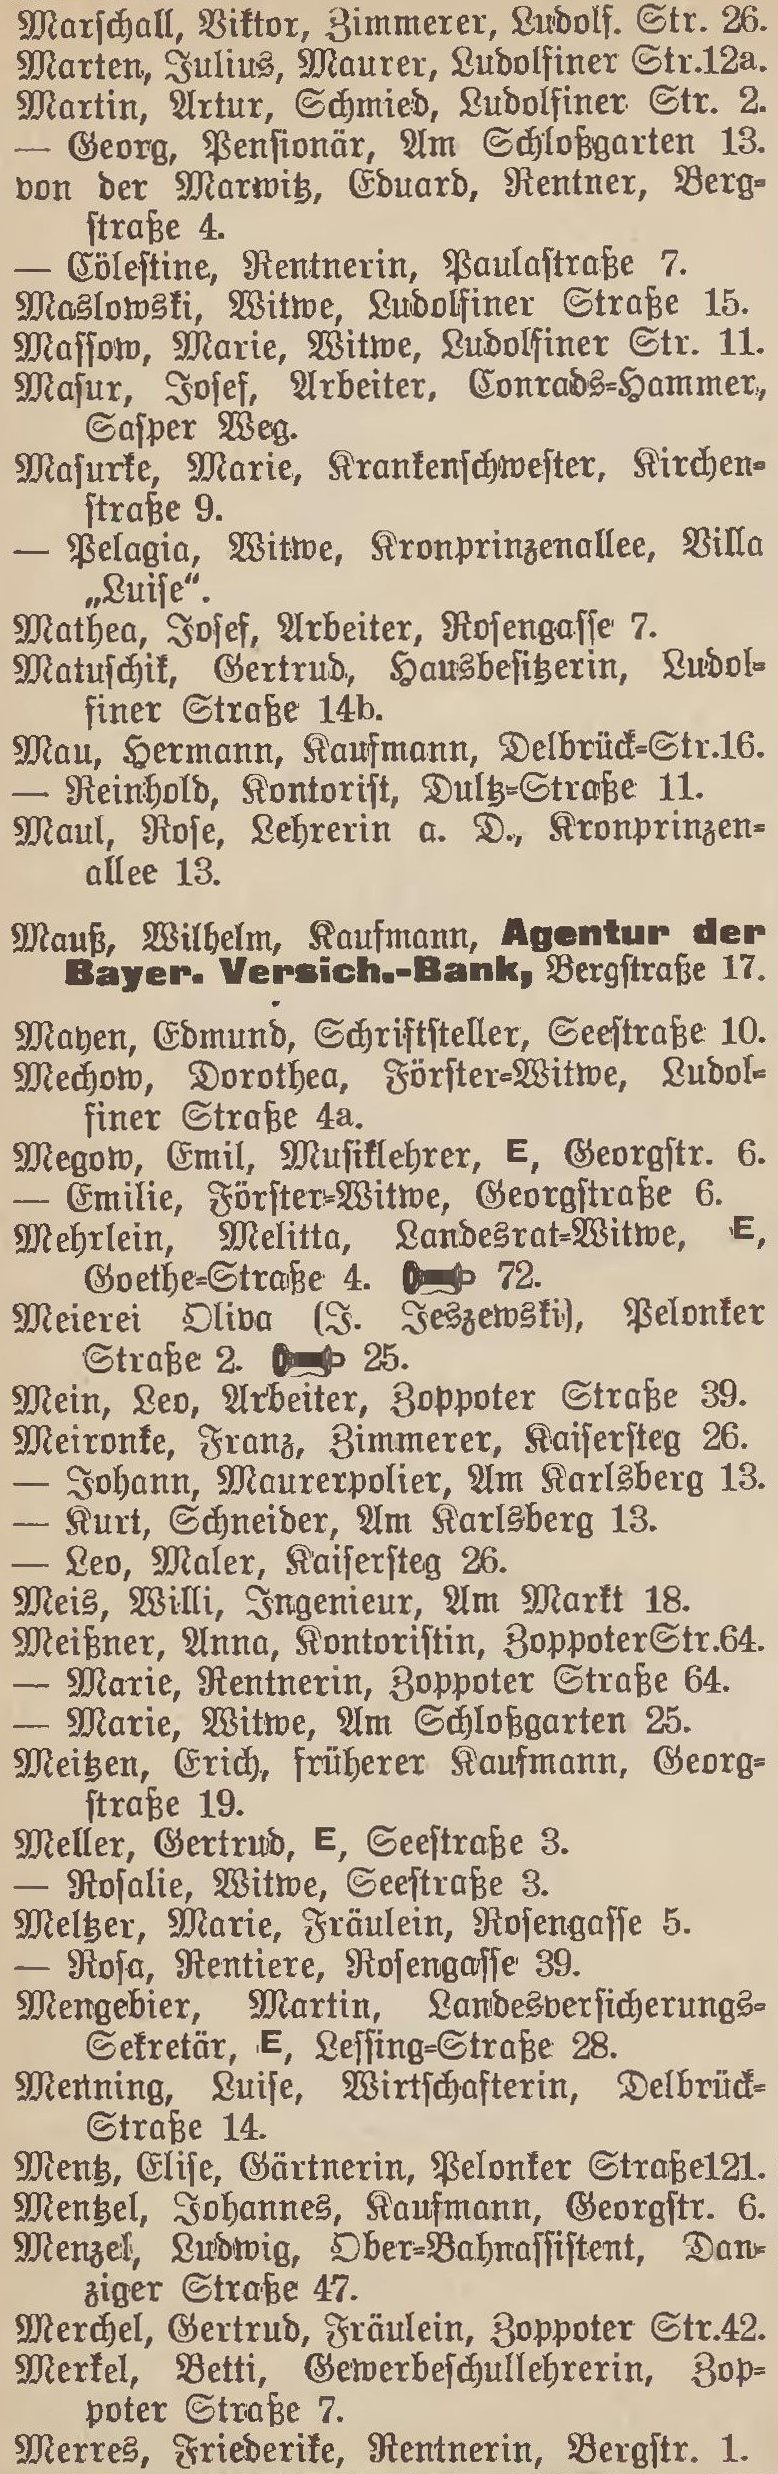 Marschall, Viktor, Zimmerer, Ludolf. Str. 26.
Marten, Julius, Maurer, Ludolfiner Str.12a.
Martin, Artur, Schmied, Ludolfiner Str. 2.
— Georg, Pensionär, Am Schloßgarten 13.
von der Marwitz, Eduard, Rentner, Berg-
straße 4.
— Cölestine, Rentnerin, Paulastraße 7.
Maslowski, Witwe, Ludolfiner Straße 15.
Massow, Marie, Witwe, Ludolfiner Str. 11.
Masur, Josef, Arbeiter, Conrads-Hammer,
Sasper Weg.
Masurke, Marie, Krankenschwester, Kirchen-
straße 9.
— Pelagia, Witwe, Kronprinzenallee, Villa
„Luise“.
Mathea, Josef, Arbeiter, Rosengasse 7.
Matuschik, Gertrud, Hausbesitzerin, Ludol-
finer Straße 14b.
Mau, Hermann, Kaufmann, Delbrück-Str.16.
— Reinhold, Kontorist, Dultz-Straße 11.
Maul, Rose, Lehrerin a. D., Kronprinzen-
allee 13.
Mauß, Wilhelm, Kaufmann, Agentur der
Bayer. Versich.-Bank, Bergstraße 17.
Mayen, Edmund, Schriftsteller, Seestraße 10.
Mechow, Dorothea, Förster-Witwe, Ludol-
finer Straße 4a.
Megow, Emil, Musiklehrer, E, Georgstr. 6.
— Emilie, Förster-Witwe, Georgstraße 6.
Mehrlein, Melitta, Landesrat-Witwe, E,
Goethe-Straße 4. 72.
Meierei Oliva (J. Jeszewski), Pelonker
Straße 2. 25.
Mein, Leo, Arbeiter, Zoppoter Straße 39.
Meironke, Franz, Zimmerer, Kaisersteg 26.
— Johann, Maurerpolier, Am Karlsberg 13.
— Kurt, Schneider, Am Karlsberg 13.
— Leo, Maler, Kaisersteg 26.
Meis, Willi, Ingenieur, Am Markt 18.
Meißner, Anna, Kontoristin, ZoppoterStr.64.
— Marie, Rentnerin, Zoppoter Straße 64.
— Marie, Witwe, Am Schloßgarten 25.
Meitzen, Erich, früherer Kaufmann, Georg-
straße 19.
Meller, Gertrud, E, Seestraße 3.
— Rosalie, Witwe, Seestraße 3.
Meltzer, Marie, Fräulein, Rosengasse 5.
— Rosa, Rentiere, Rosengasse 39.
Mengebier, Martin, Landesversicherungs-
Sekretär, E, Lessing-Straße 28.
Menning, Luise, Wirtschafterin, Delbrück-
Straße 14.
Mentz, Elise, Gärtnerin, Pelonker Straße121.
Mentzel, Johannes, Kaufmann, Georgstr. 6.
Menzel, Ludwig, Ober-Bahnassistent, Dan-
ziger Straße 47.
Merchel, Gertrud, Fräulein, Zoppoter Str.42.
Merkel, Betti, Gewerbeschullehrerin, Zop-
poter Straße 7.
Merres, Friederike, Rentnerin, Bergstr. 1.